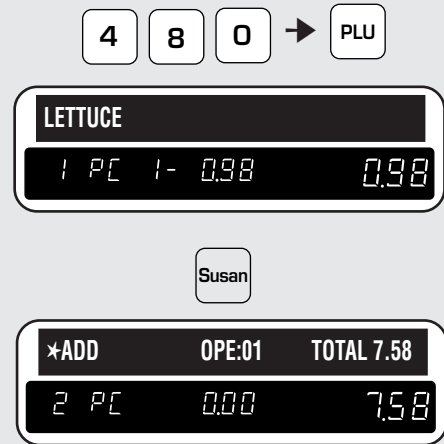 4 8 0 → PLU
LETTUCE
1 PC 1- 0.98 0.98
Susan
★ADD OPE:01 TOTAL 7.58
2 PC 0.00 7.58